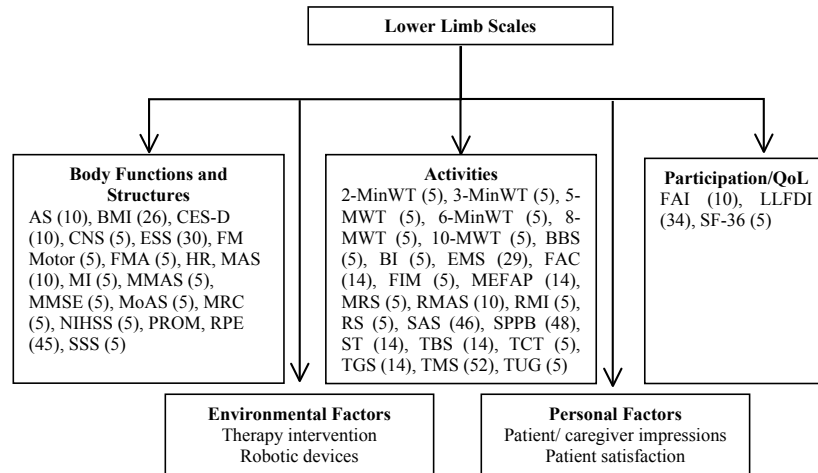 Lower Limb Scales
Body Functions and
Structures
AS (10), BMI (26), CES-D
(10), CNS (5), ESS (30), FM
Motor (5), FMA (5), HR, MAS
(10), MI (5), MMAS (5),
MMSE (5), MoAS (5), MRC
(5), NIHSS (5), PROM, RPE
(45), SSS (5)
Activities
2-MinWT (5), 3-MinWT (5), 5-
MWT (5), 6-MinWT (5), 8-
MWT (5), 10-MWT (5), BBS
(5), BI (5), EMS (29), FAC
(14), FIM (5), MEFAP (14),
MRS (5), RMAS (10), RMI (5),
RS (5), SAS (46), SPPB (48),
ST (14), TBS (14), TCT (5),
TGS (14), TMS (52), TUG (5)
Participation/QoL
FAI (10), LLFDI
(34), SF-36 (5)
Environmental Factors
Therapy intervention
Robotic devices
Personal Factors
Patient/ caregiver impressions
Patient satisfaction